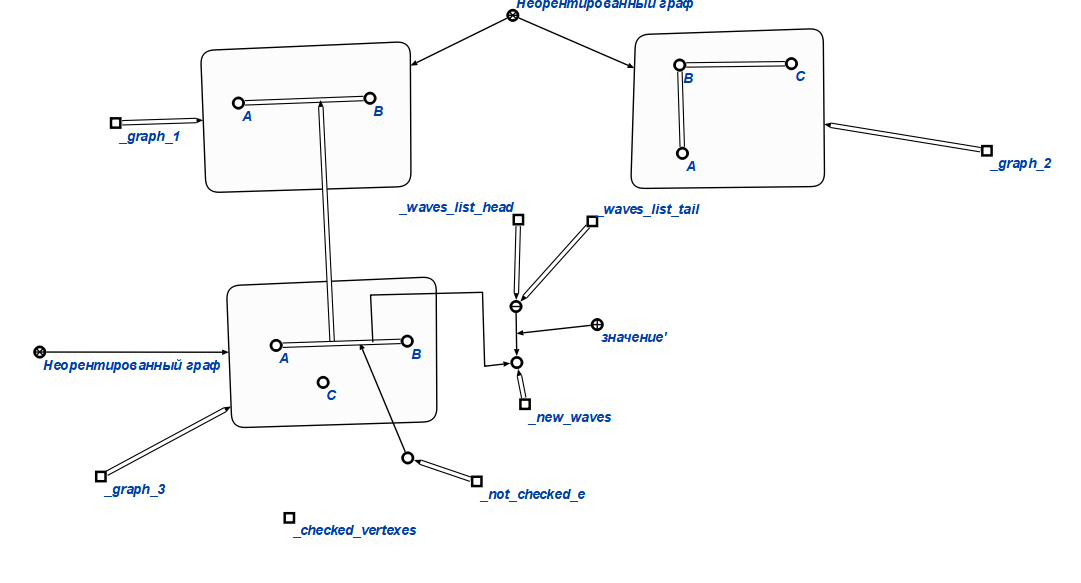 Неорентированный граф
A
B
_graph_1
B
C
A
_graph_2
_waves_list_head
_waves_list_tail
значение'
A
B
C
Неорентированный граф
_new_waves
_graph_3
_not_checked_e
_checked_vertexes